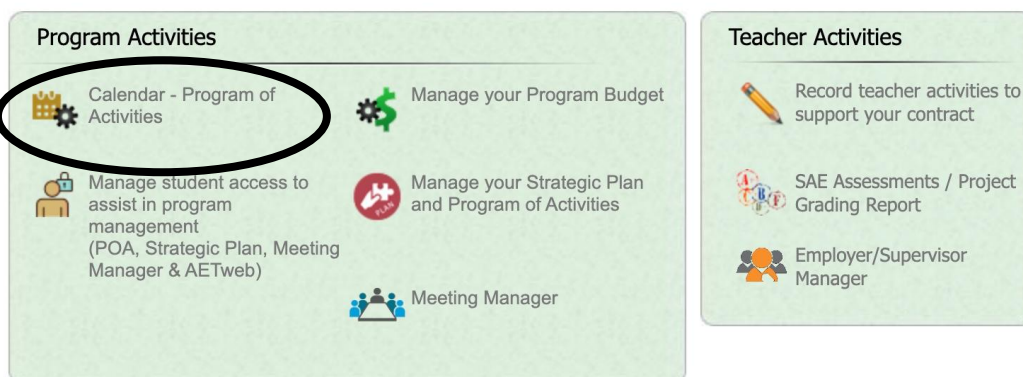 Program Activities
Calendar - Program of
Activities
Manage your Program Budget
Manage student access to
assist in program
management
(POA, Strategic Plan, Meeting
Manager & AETweb)
Manage your Strategic Plan
and Program of Activities
PLAN
Meeting Manager
Teacher Activities
Record teacher activities to
support your contract
A B C D F
SAE Assessments / Project
Grading Report
Employer/Supervisor
Manager